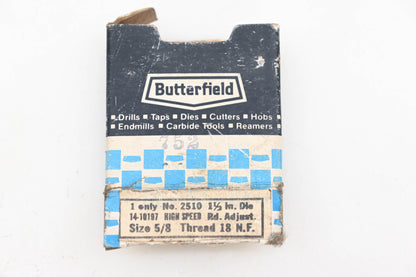 Butterfield
• Drills • Taps • Dies • Cutters • Hobs
• Endmills • Carbide Tools • Reamers •
752
1 only No. 2510 1½ in. Die
14-10197 HIGH SPEED Rd. Adjust.
Size 5/8 Thread 18 N.F.